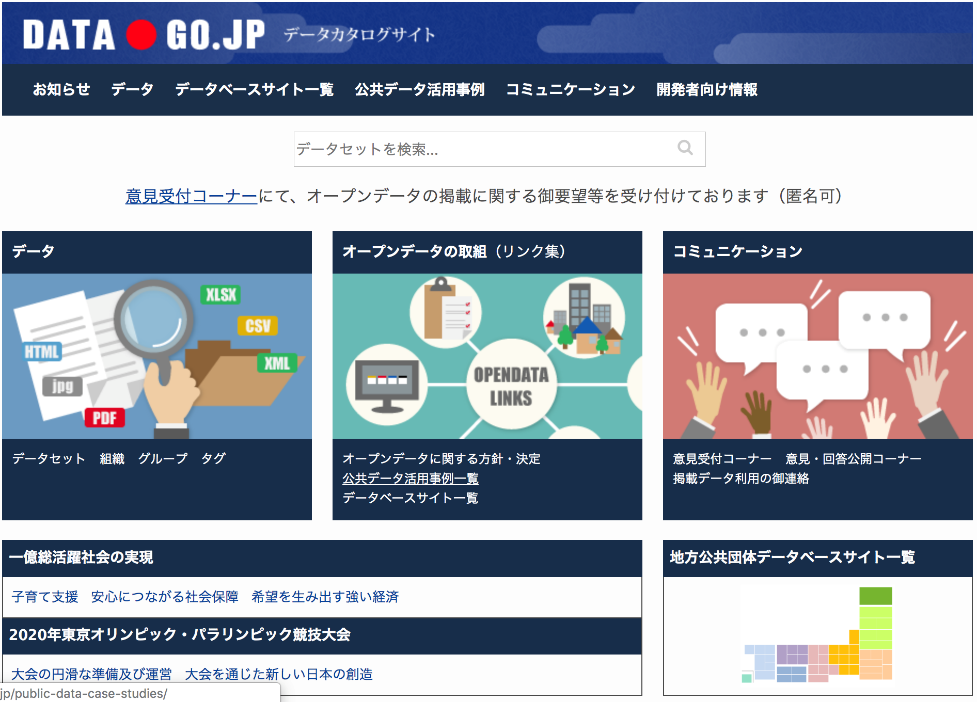 DATA GO.JP データカタログサイト
お知らせ データ データベースサイト一覧 公共データ活用事例 コミュニケーション 開発者向け情報
データセットを検索...
意見受付コーナーにて、オープンデータの掲載に関する御要望等を受け付けております（匿名可）
データ
XLSX
CSV
HTML
XML
jpg
PDF
データセット 組織 グループ タグ
オープンデータの取組（リンク集）
OPENDATA
LINKS
オープンデータに関する方針・決定
公共データ活用事例一覧
データベースサイト一覧
コミュニケーション
意見受付コーナー 意見・回答公開コーナー
掲載データ利用の御連絡
一億総活躍社会の実現
子育て支援 安心につながる社会保障 希望を生み出す強い経済
2020年東京オリンピック・パラリンピック競技大会
大会の円滑な準備及び運営 大会を通じた新しい日本の創造
地方公共団体データベースサイト一覧
jp/public-data-case-studies/